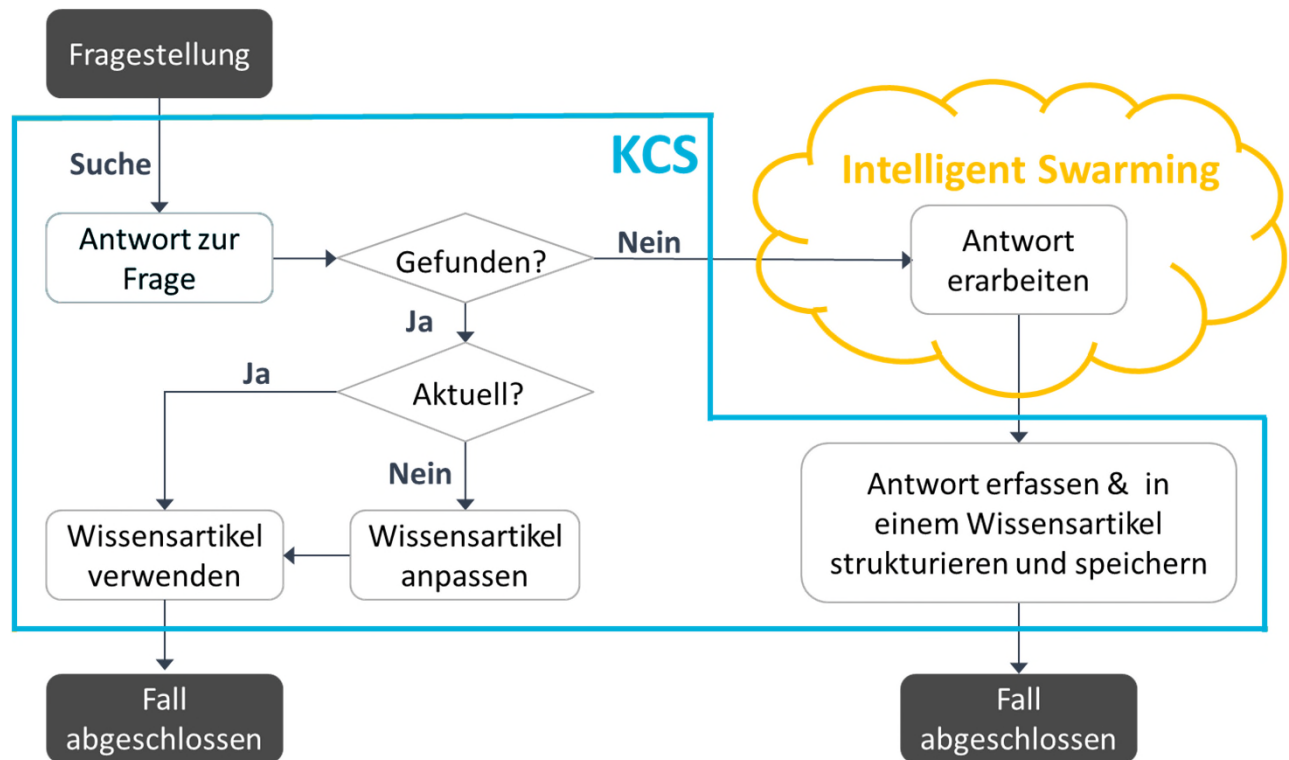 Fragestellung
KCS
Suche
Intelligent Swarming
Antwort zur
Frage
Gefunden?
Nein
Antwort
erarbeiten
Ja
Ja
Aktuell?
Nein
Wissensartikel
verwenden
Wissensartikel
anpassen
Antwort erfassen & in
einem Wissensartikel
strukturieren und speichern
Fall
abgeschlossen
Fall
abgeschlossen